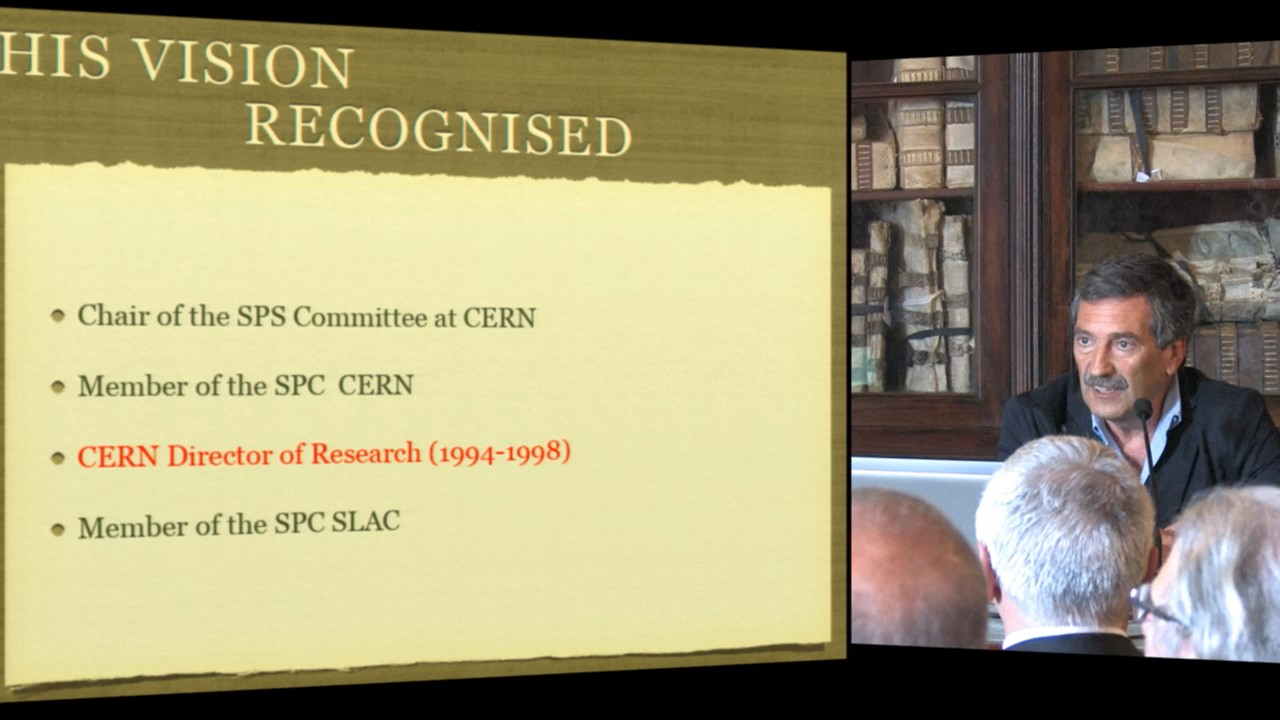 HIS VISION
RECOGNISED
Chair of the SPS Committee at CERN
Member of the SPC CERN
CERN Director of Research (1994-1998)
Member of the SPC SLAC